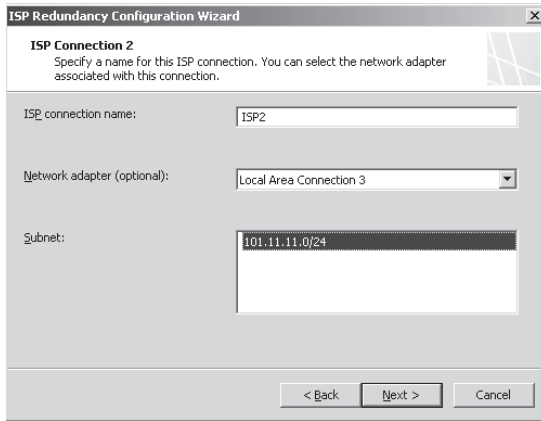 ISP Redundancy Configuration Wizard
ISP Connection 2
Specify a name for this ISP connection. You can select the network adapter
associated with this connection.
ISP connection name:
ISP2
Network adapter (optional):
Local Area Connection 3
Subnet:
101.11.11.0/24
< Back
Next >
Cancel